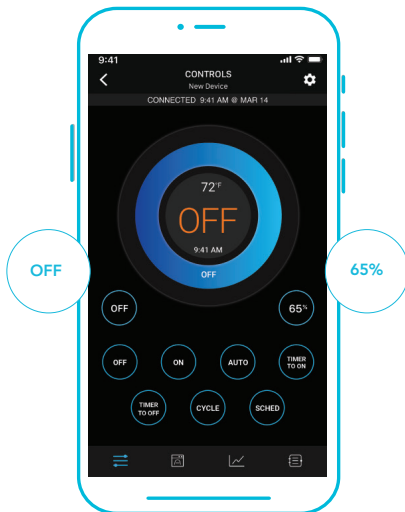 9:41
CONTROLS
New Device
CONNECTED 9:41 AM @ MAR 14
72°F
OFF
9:41 AM
OFF
OFF
65%
OFF
65%
OFF
ON
AUTO
TIMER
TO ON
TIMER
TO OFF
CYCLE
SCHED